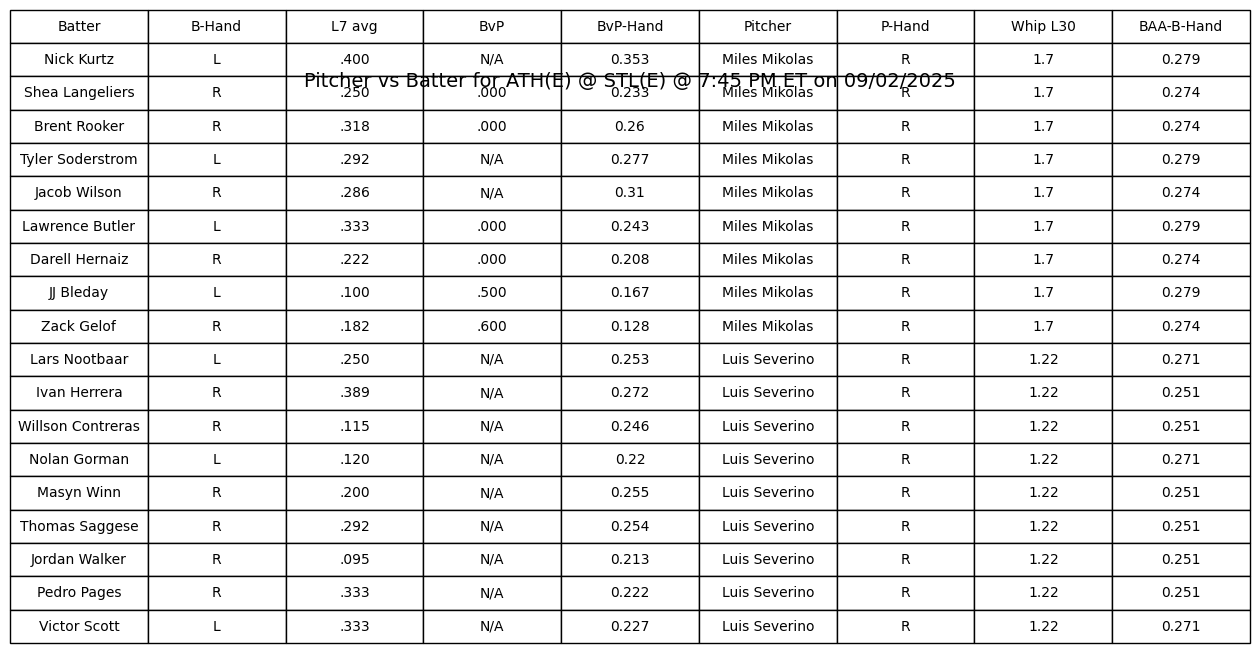 Batter B-Hand L7 avg BvP BvP-Hand Pitcher P-Hand Whip L30 BAA-B-Hand
Nick Kurtz L .400 N/A 0.353 Miles Mikolas R 1.7 0.279
Pitcher vs Batter for ATH(E) @ STL(E) @ 7:45 PM ET on 09/02/2025
Shea Langeliers R .250 .000 0.233 Miles Mikolas R 1.7 0.274
Brent Rooker R .318 .000 0.26 Miles Mikolas R 1.7 0.274
Tyler Soderstrom L .292 N/A 0.277 Miles Mikolas R 1.7 0.279
Jacob Wilson R .286 N/A 0.31 Miles Mikolas R 1.7 0.274
Lawrence Butler L .333 .000 0.243 Miles Mikolas R 1.7 0.279
Darell Hernaiz R .222 .000 0.208 Miles Mikolas R 1.7 0.274
JJ Bleday L .100 .500 0.167 Miles Mikolas R 1.7 0.279
Zack Gelof R .182 .600 0.128 Miles Mikolas R 1.7 0.274
Lars Nootbaar L .250 N/A 0.253 Luis Severino R 1.22 0.271
Ivan Herrera R .389 N/A 0.272 Luis Severino R 1.22 0.251
Willson Contreras R .115 N/A 0.246 Luis Severino R 1.22 0.251
Nolan Gorman L .120 N/A 0.22 Luis Severino R 1.22 0.271
Masyn Winn R .200 N/A 0.255 Luis Severino R 1.22 0.251
Thomas Saggese R .292 N/A 0.254 Luis Severino R 1.22 0.251
Jordan Walker R .095 N/A 0.213 Luis Severino R 1.22 0.251
Pedro Pages R .333 N/A 0.222 Luis Severino R 1.22 0.251
Victor Scott L .333 N/A 0.227 Luis Severino R 1.22 0.271